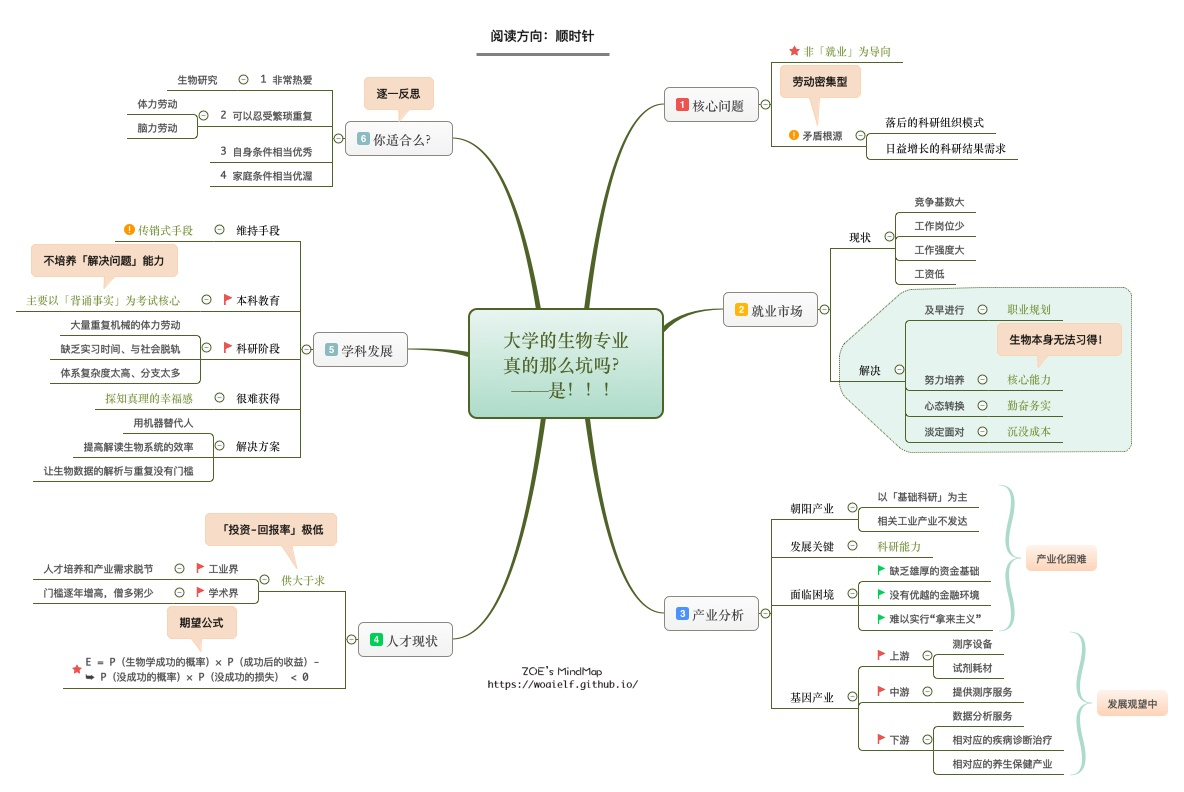 阅读方向：顺时针
大学的生物专业
真的那么坑吗？
——是！！！
1 核心问题
非「就业」为导向
劳动密集型
矛盾根源
落后的科研组织模式
日益增长的科研结果需求
2 就业市场
现状
竞争基数大
工作岗位少
工作强度大
工资低
解决
及早进行
职业规划
生物本身无法习得！
努力培养
核心能力
心态转换
勤奋务实
淡定面对
沉没成本
3 产业分析
朝阳产业
以「基础科研」为主
相关工业产业不发达
发展关键
科研能力
面临困境
缺乏雄厚的资金基础
没有优越的金融环境
难以实行“拿来主义”
产业化困难
基因产业
上游
测序设备
试剂耗材
中游
提供测序服务
下游
数据分析服务
相对应的疾病诊断治疗
相对应的养生保健产业
发展观望中
4 人才现状
「投资-回报率」极低
供大于求
工业界
人才培养和产业需求脱节
学术界
门槛逐年增高，僧多粥少
期望公式
E = P（生物学成功的概率）× P（成功后的收益）-
➥ P（没成功的概率）× P（没成功的损失） < 0
5 学科发展
维持手段
传销式手段
不培养「解决问题」能力
本科教育
主要以「背诵事实」为考试核心
科研阶段
大量重复机械的体力劳动
缺乏实习时间、与社会脱轨
体系复杂度太高、分支太多
很难获得
探知真理的幸福感
解决方案
用机器替代人
提高解读生物系统的效率
让生物数据的解析与重复没有门槛
6 你适合么？
逐一反思
1 非常热爱
生物研究
2 可以忍受繁琐重复
体力劳动
脑力劳动
3 自身条件相当优秀
4 家庭条件相当优渥
ZOE's MindMap
https://woaielf.github.io/